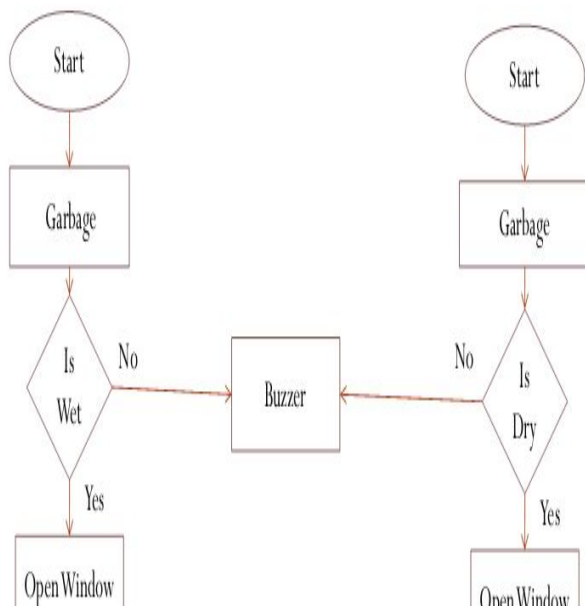 Start
Garbage
Is
Wet
No
Yes
Open Window
Buzzer
Start
Garbage
No
Is
Dry
Yes
Open Window